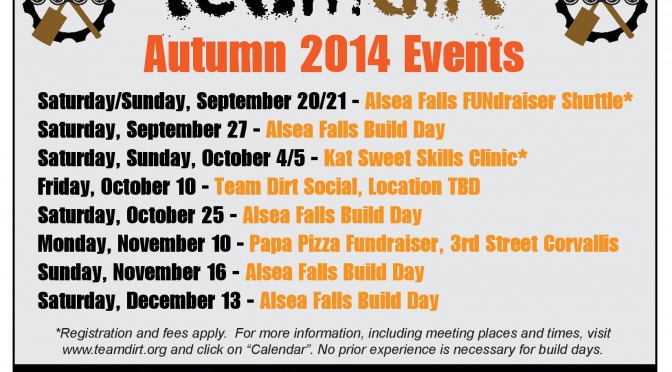 teamdirt
Autumn 2014 Events
Saturday/Sunday, September 20/21 - Alsea Falls FUNdraiser Shuttle*
Saturday, September 27 - Alsea Falls Build Day
Saturday, Sunday, October 4/5 - Kat Sweet Skills Clinic*
Friday, October 10 - Team Dirt Social, Location TBD
Saturday, October 25 - Alsea Falls Build Day
Monday, November 10 - Papa Pizza Fundraiser, 3rd Street Corvallis
Sunday, November 16 - Alsea Falls Build Day
Saturday, December 13 - Alsea Falls Build Day
*Registration and fees apply. For more information, including meeting places and times, visit
www.teamdirt.org and click on “Calendar”. No prior experience is necessary for build days.